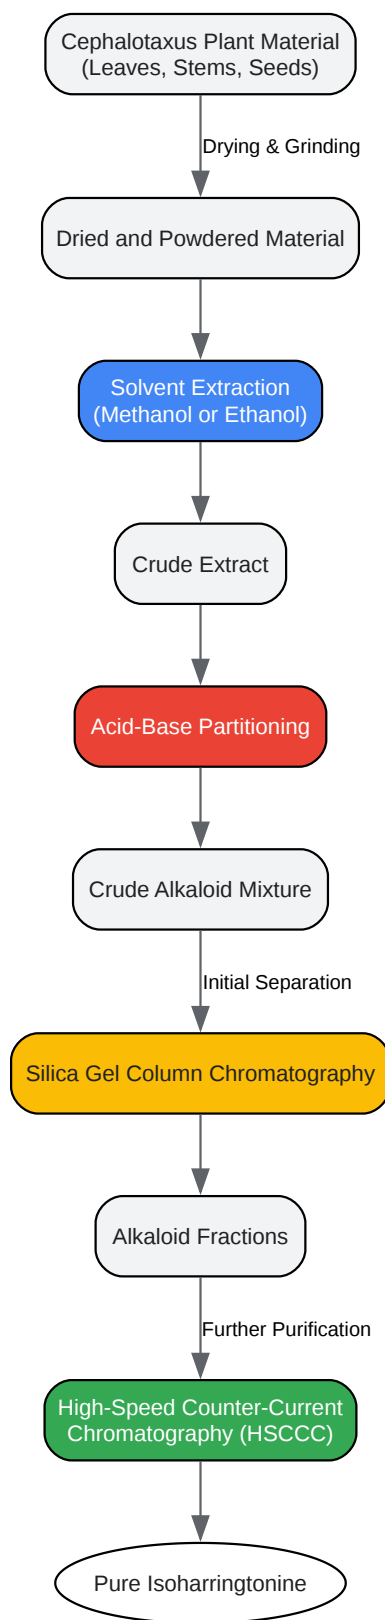 Cephalotaxus Plant Material
(Leaves, Stems, Seeds)
Drying & Grinding
Dried and Powdered Material
Solvent Extraction
(Methanol or Ethanol)
Crude Extract
Acid-Base Partitioning
Crude Alkaloid Mixture
Initial Separation
Silica Gel Column Chromatography
Alkaloid Fractions
Further Purification
High-Speed Counter-Current
Chromatography (HSCCC)
Pure Isoharringtonine